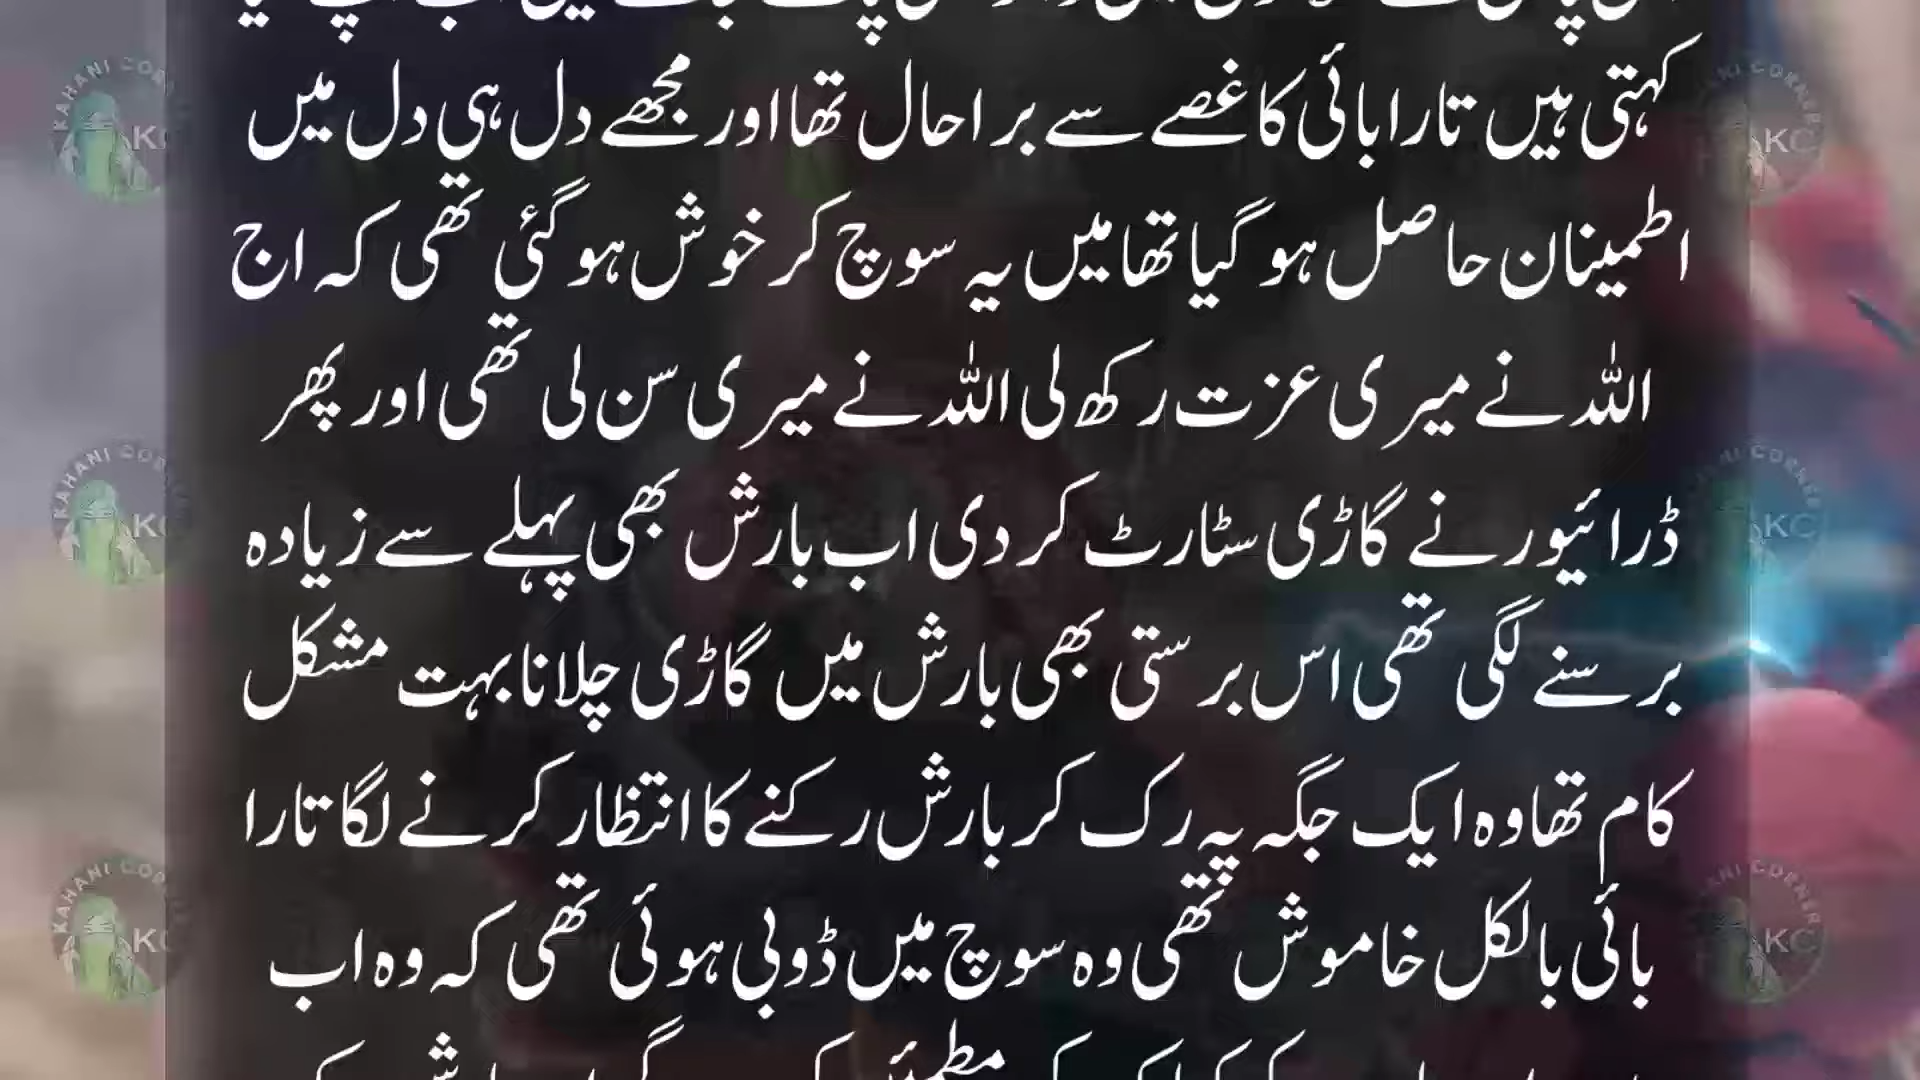 کہتی ہیں تارا بائی کا غصے سے برا حال تھا اور مجھے دل ہی دل میں
اطمینان حاصل ہو گیا تھا میں یہ سوچ کر خوش ہو گئی تھی کہ اج
اللہ نے میری عزت رکھ لی اللہ نے میری سن لی تھی اور پھر
ڈرائیور نے گاڑی سٹارٹ کر دی اب بارش بھی پہلے سے زیادہ
برسنے لگی تھی اس برستی بھی بارش میں گاڑی چلانا بہت مشکل
کام تھا وہ ایک جگہ پہ رک کر بارش رکنے کا انتظار کرنے لگا تارا
بائی بالکل خاموش تھی وہ سوچ میں ڈوبی ہوئی تھی کہ وہ اب
KAHANI CORNER
KC